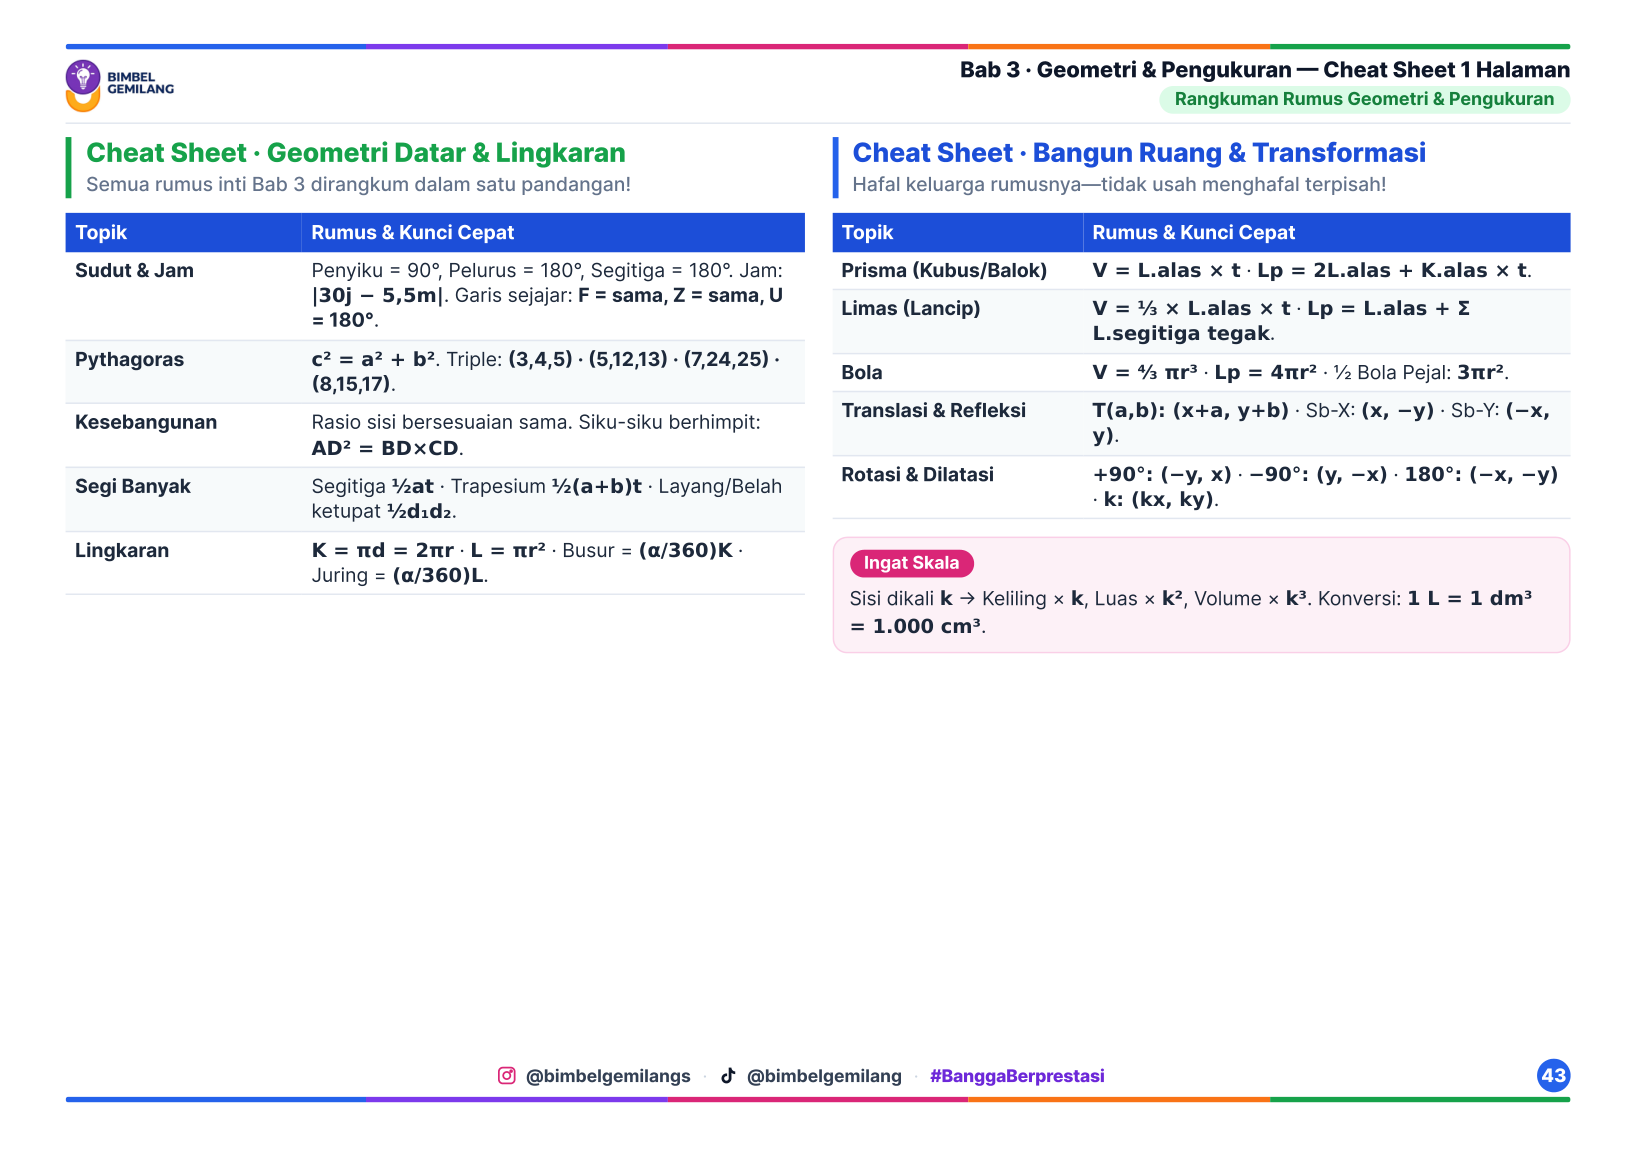 BIMBEL
GEMILANG
Bab 3 · Geometri & Pengukuran — Cheat Sheet 1 Halaman
Rangkuman Rumus Geometri & Pengukuran
Cheat Sheet · Geometri Datar & Lingkaran
Semua rumus inti Bab 3 dirangkum dalam satu pandangan!
Topik Rumus & Kunci Cepat
Sudut & Jam Penyiku = 90°, Pelurus = 180°, Segitiga = 180°. Jam:
|30j − 5,5m|. Garis sejajar: F = sama, Z = sama, U
= 180°.
Pythagoras c² = a² + b². Triple: (3,4,5) · (5,12,13) · (7,24,25) ·
(8,15,17).
Kesebangunan Rasio sisi bersesuaian sama. Siku-siku berhimpit:
AD² = BD×CD.
Segi Banyak Segitiga ½at · Trapesium ½(a+b)t · Layang/Belah
ketupat ½d₁d₂.
Lingkaran K = πd = 2πr · L = πr² · Busur = (α/360)K ·
Juring = (α/360)L.
Cheat Sheet · Bangun Ruang & Transformasi
Hafal keluarga rumusnya—tidak usah menghafal terpisah!
Topik Rumus & Kunci Cepat
Prisma (Kubus/Balok) V = L.alas × t · Lp = 2L.alas + K.alas × t.
Limas (Lancip) V = ⅓ × L.alas × t · Lp = L.alas + Σ
L.segitiga tegak.
Bola V = ⁴⁄₃ πr³ · Lp = 4πr² · ½ Bola Pejal: 3πr².
Translasi & Refleksi T(a,b): (x+a, y+b) · Sb-X: (x, −y) · Sb-Y: (−x,
y).
Rotasi & Dilatasi +90°: (−y, x) · −90°: (y, −x) · 180°: (−x, −y)
· k: (kx, ky).
Ingat Skala
Sisi dikali k → Keliling × k, Luas × k², Volume × k³. Konversi: 1 L = 1 dm³
= 1.000 cm³.
@bimbelgemilangs · @bimbelgemilang · #BanggaBerprestasi
43